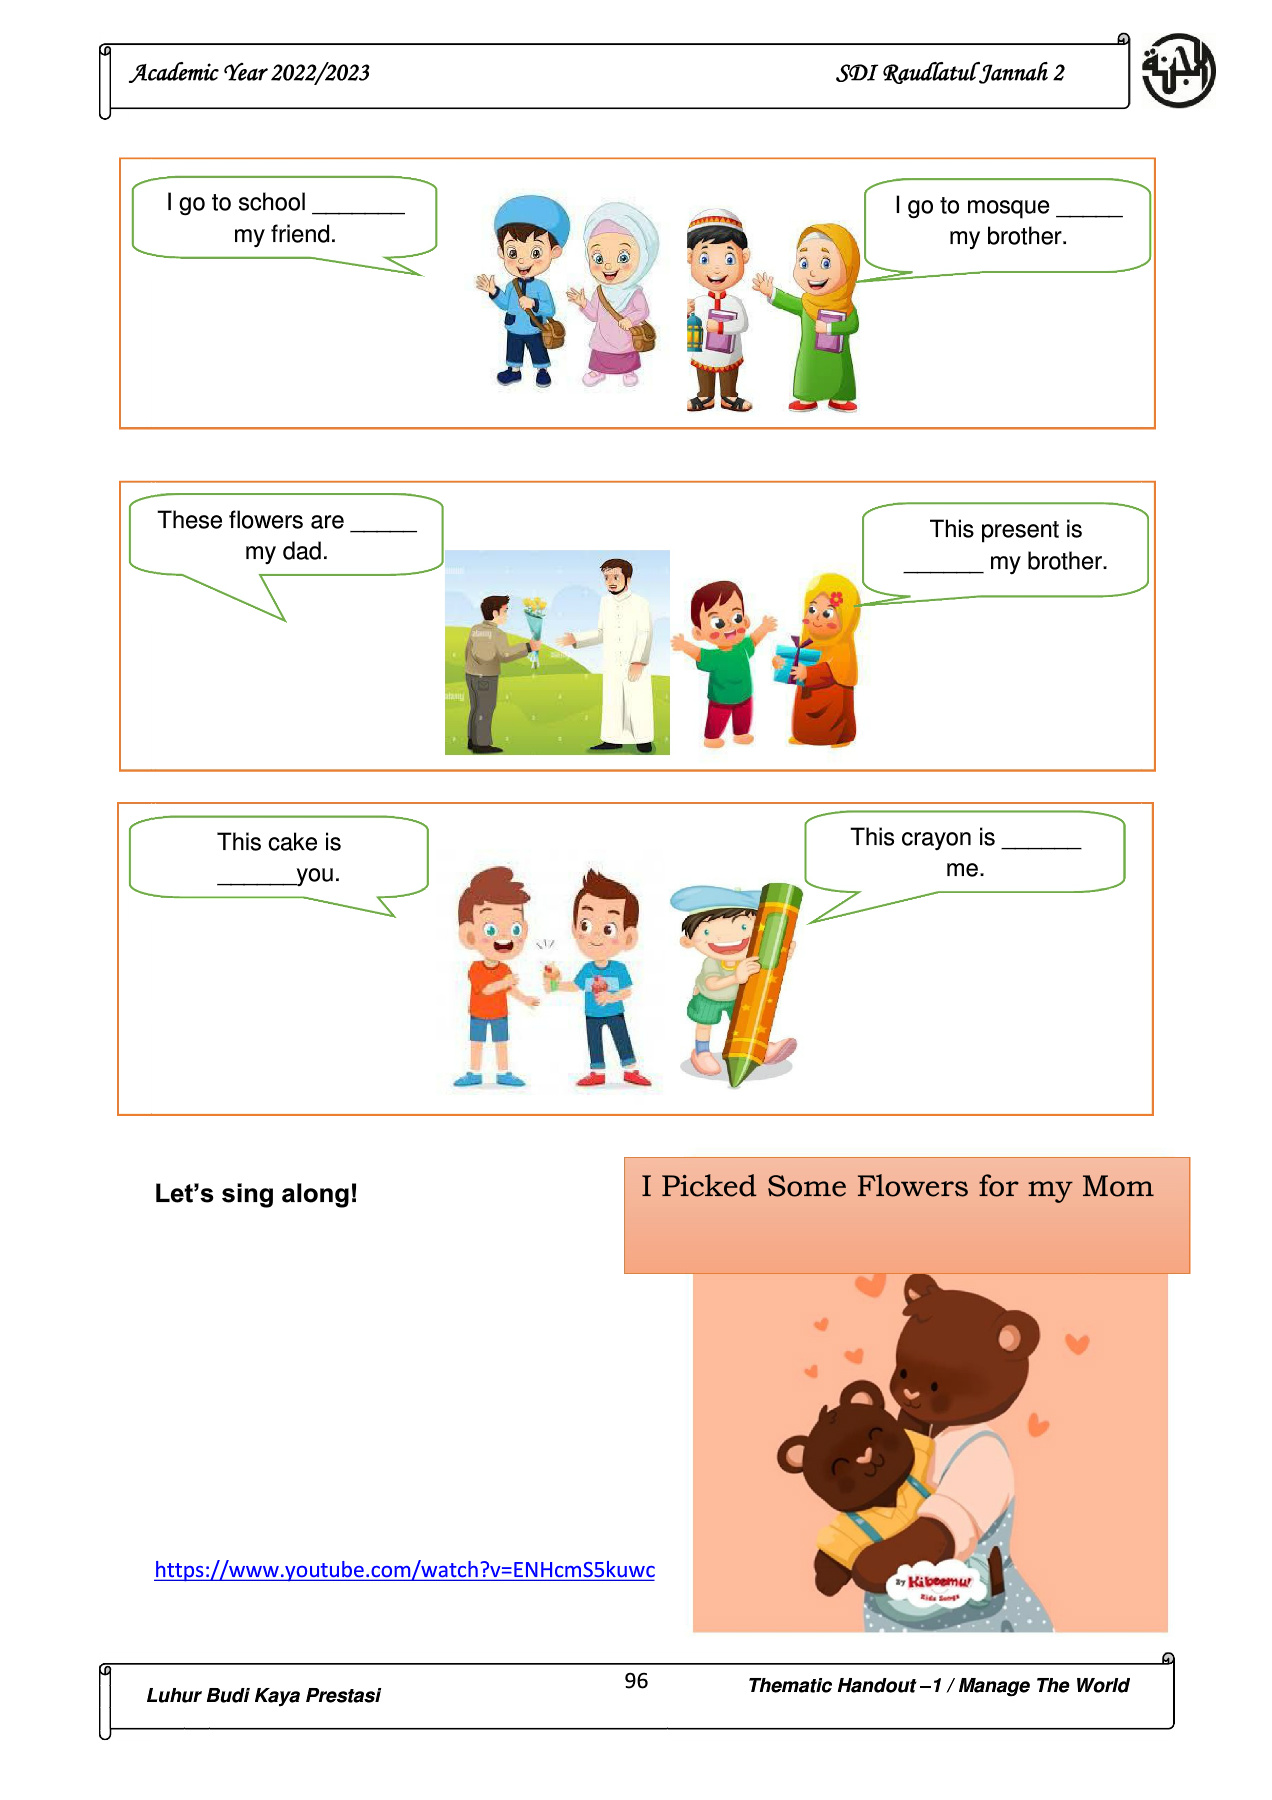 Academic Year 2022/2023
SDI Raudlatul Jannah 2
I go to school _______
my friend.
I go to mosque _____
my brother.
These flowers are _____
my dad.
This present is
______ my brother.
This cake is
______you.
This crayon is ______
me.
Let's sing along!
I Picked Some Flowers for my Mom
By Kiboomu!
Kids Songs
https://www.youtube.com/watch?v=ENHcmS5kuwc
Luhur Budi Kaya Prestasi
96
Thematic Handout –1 / Manage The World